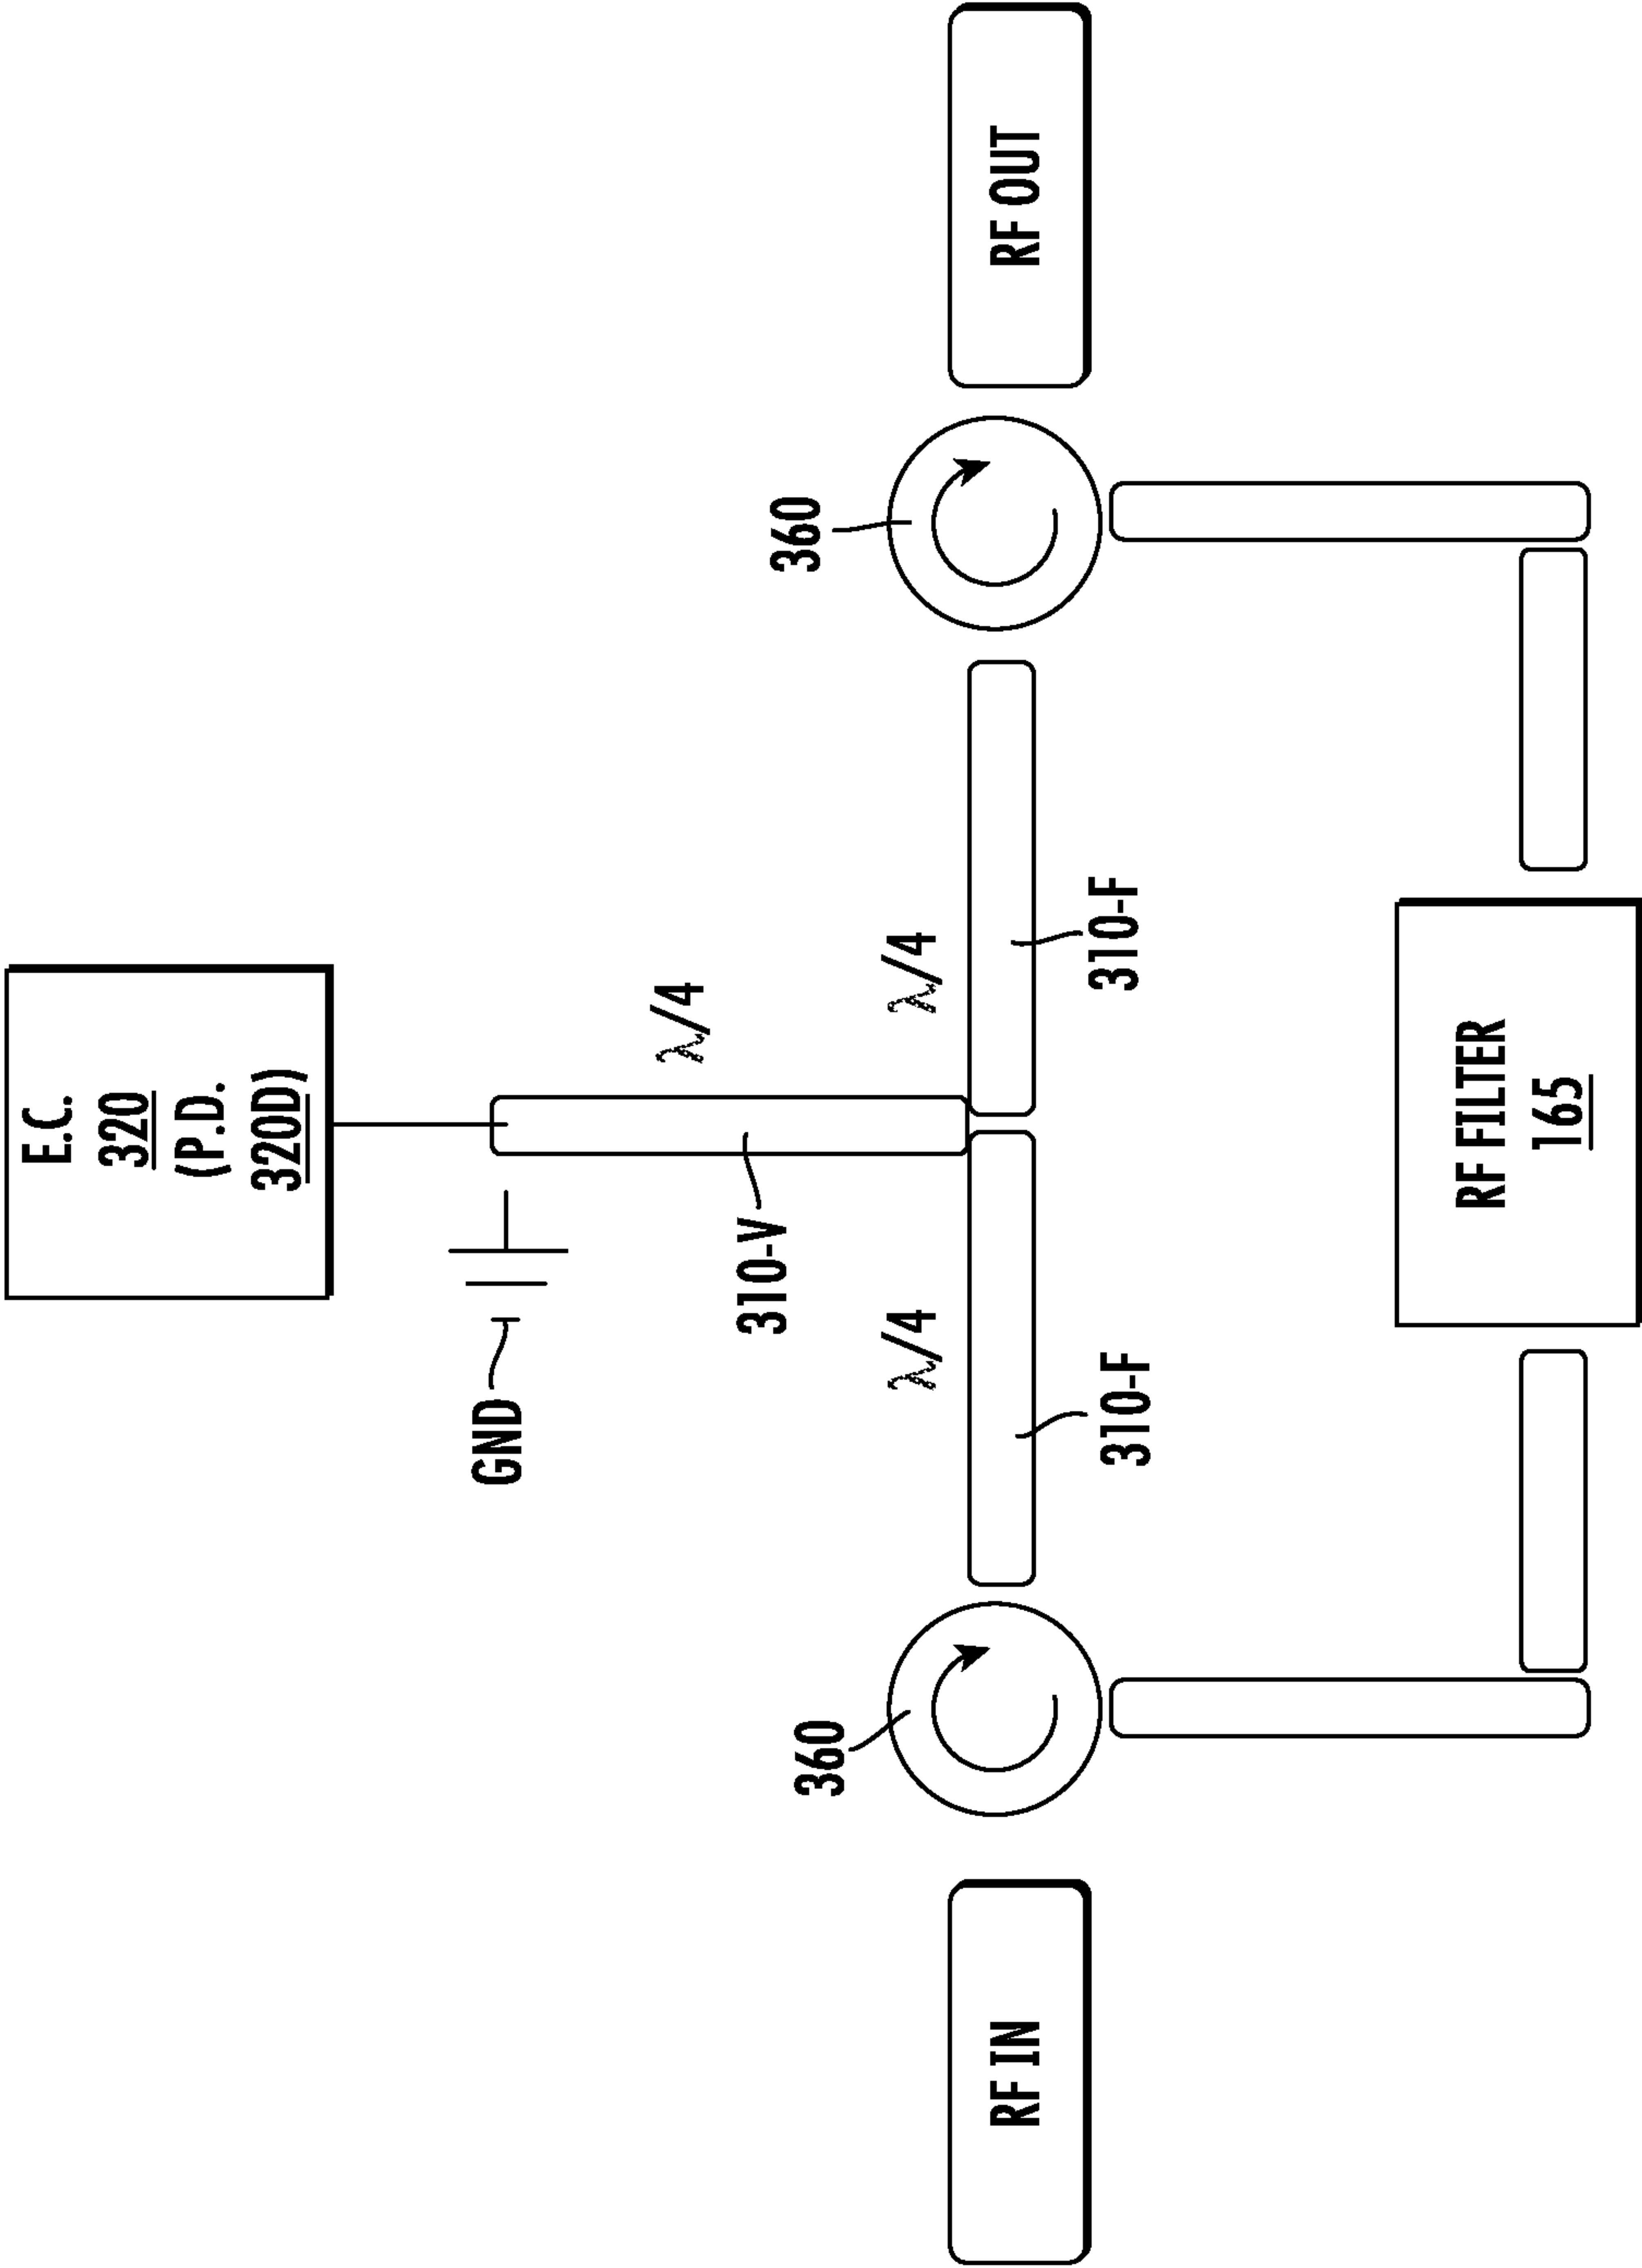 E.C.
320
(P.D.
320D)
GND
λ/4
310-V
λ/4
λ/4
360
360
RF IN
RF OUT
310-F
310-F
RF FILTER
165